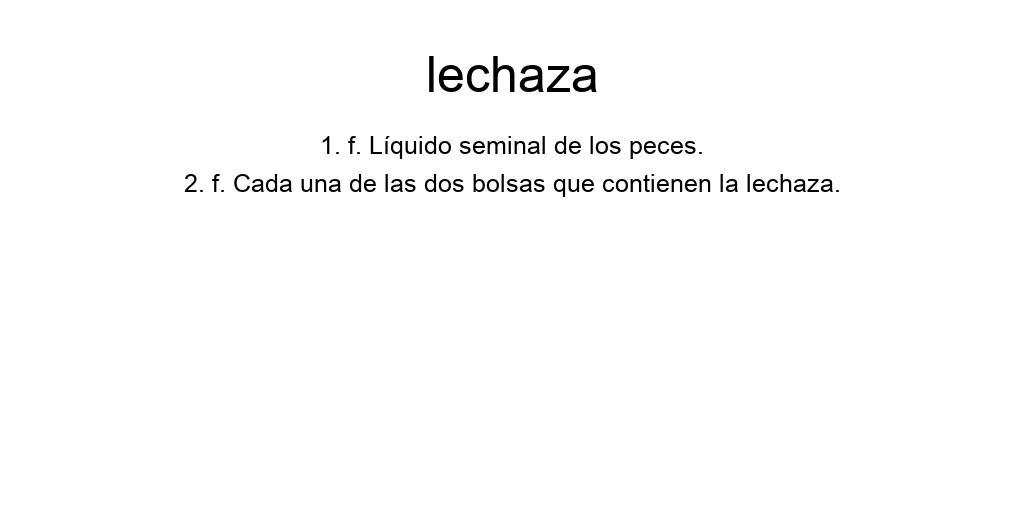 lechaza
1. f. Líquido seminal de los peces.
2. f. Cada una de las dos bolsas que contienen la lechaza.